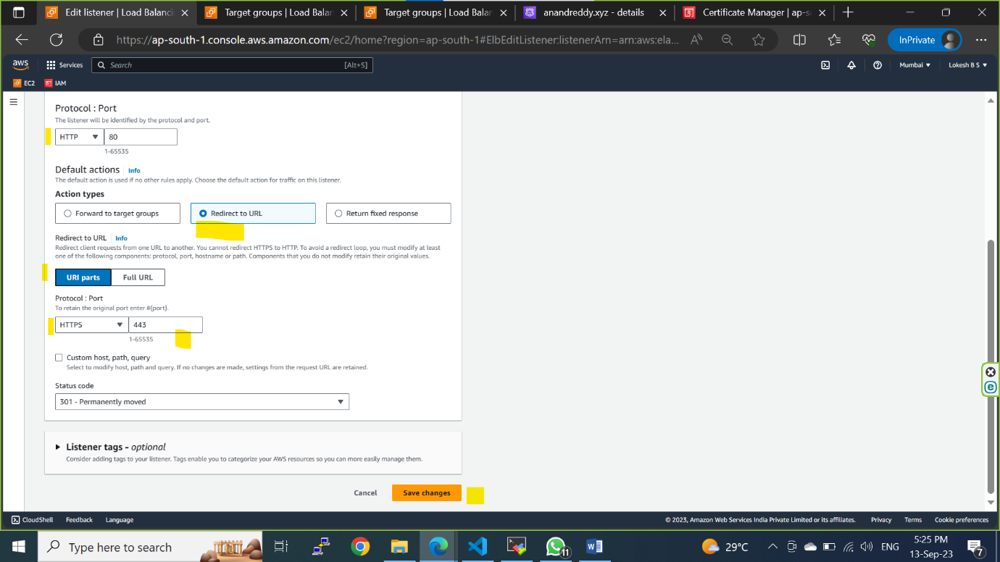 Edit listener | Load Balanci
Target groups | Load Balan
Target groups | Load Balan
anandreddy.xyz - details
Certificate Manager | ap-s
https://ap-south-1.console.aws.amazon.com/ec2/home?region=ap-south-1#ElbEditListener:listenerArn=arn:aws:ela...
InPrivate
aws
Services
Search
[Alt+S]
Mumbai
Lokesh B S
EC2
IAM
Protocol : Port
The listener will be identified by the protocol and port.
HTTP
80
1-65535
Default actions
Info
The default action is used if no other rules apply. Choose the default action for traffic on this listener.
Action types
Forward to target groups
Redirect to URL
Return fixed response
Redirect to URL
Info
Redirect client requests from one URL to another. You cannot redirect HTTPS to HTTP. To avoid a redirect loop, you must modify at least
one of the following components: protocol, port, hostname or path. Components that you do not modify retain their original values.
URI parts
Full URL
Protocol : Port
To retain the original port enter #{port}.
HTTPS
443
1-65535
Custom host, path, query
Select to modify host, path and query. If no changes are made, settings from the request URL are retained.
Status code
301 - Permanently moved
Listener tags - optional
Consider adding tags to your listener. Tags enable you to categorize your AWS resources so you can more easily manage them.
Cancel
Save changes
CloudShell
Feedback
Language
© 2023, Amazon Web Services India Private Limited or its affiliates.
Privacy
Terms
Cookie preferences
Type here to search
11
29°C
ENG
5:25 PM
13-Sep-23
7